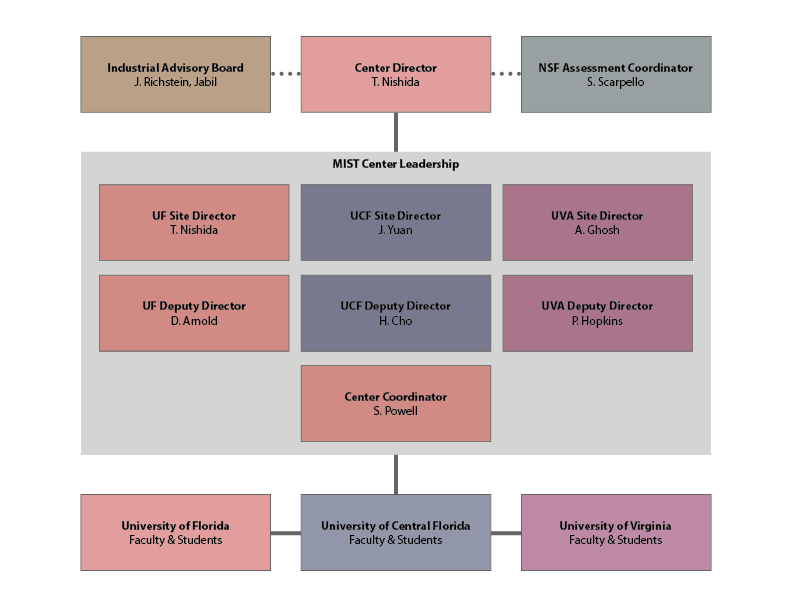 Industrial Advisory Board
J. Richstein, Jabil
Center Director
T. Nishida
NSF Assessment Coordinator
S. Scarpello
MIST Center Leadership
UF Site Director
T. Nishida
UCF Site Director
J. Yuan
UVA Site Director
A. Ghosh
UF Deputy Director
D. Arnold
UCF Deputy Director
H. Cho
UVA Deputy Director
P. Hopkins
Center Coordinator
S. Powell
University of Florida
Faculty & Students
University of Central Florida
Faculty & Students
University of Virginia
Faculty & Students